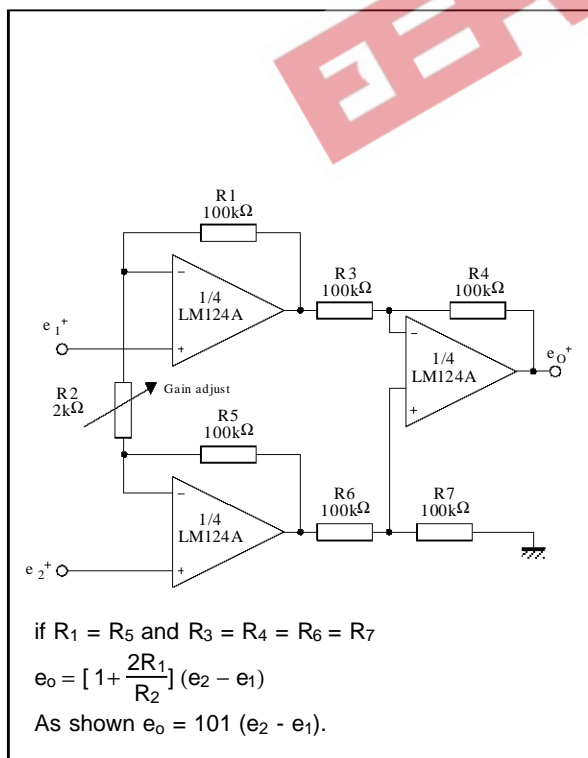 R1
100kΩ
1/4
LM124A
R3
100kΩ
R4
100kΩ
e1+
1/4
LM124A
eO+
R2
2kΩ
Gain adjust
R5
100kΩ
1/4
LM124A
R6
100kΩ
R7
100kΩ
e2+
if R1 = R5 and R3 = R4 = R6 = R7
eo = [ 1+ 2R1/R2 ] (e2 − e1)
As shown eo = 101 (e2 - e1).